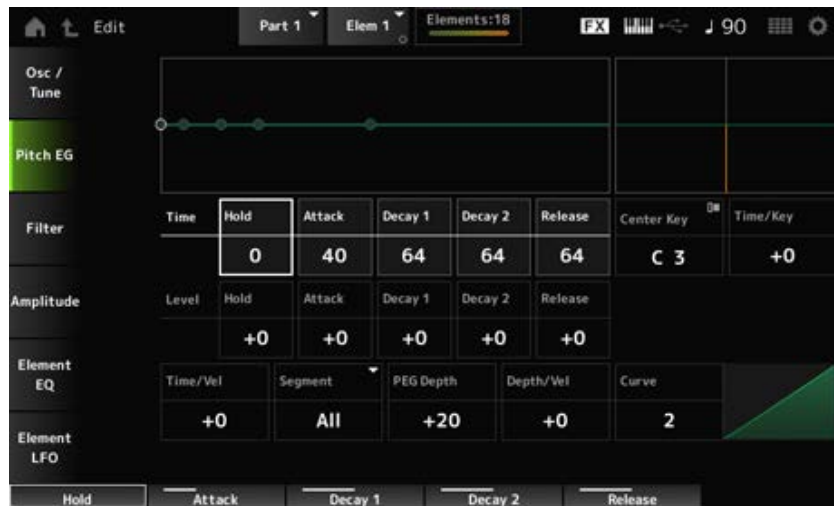 Edit
Part 1
Elem 1
Elements:18
FX
90
Osc /
Tune
Pitch EG
Filter
Amplitude
Element
EQ
Element
LFO
Time Hold Attack Decay 1 Decay 2 Release Center Key Time/Key
0 40 64 64 64 C 3 +0
Level Hold Attack Decay 1 Decay 2 Release
+0 +0 +0 +0 +0
Time/Vel Segment PEG Depth Depth/Vel Curve
+0 All +20 +0 2
Hold Attack Decay 1 Decay 2 Release